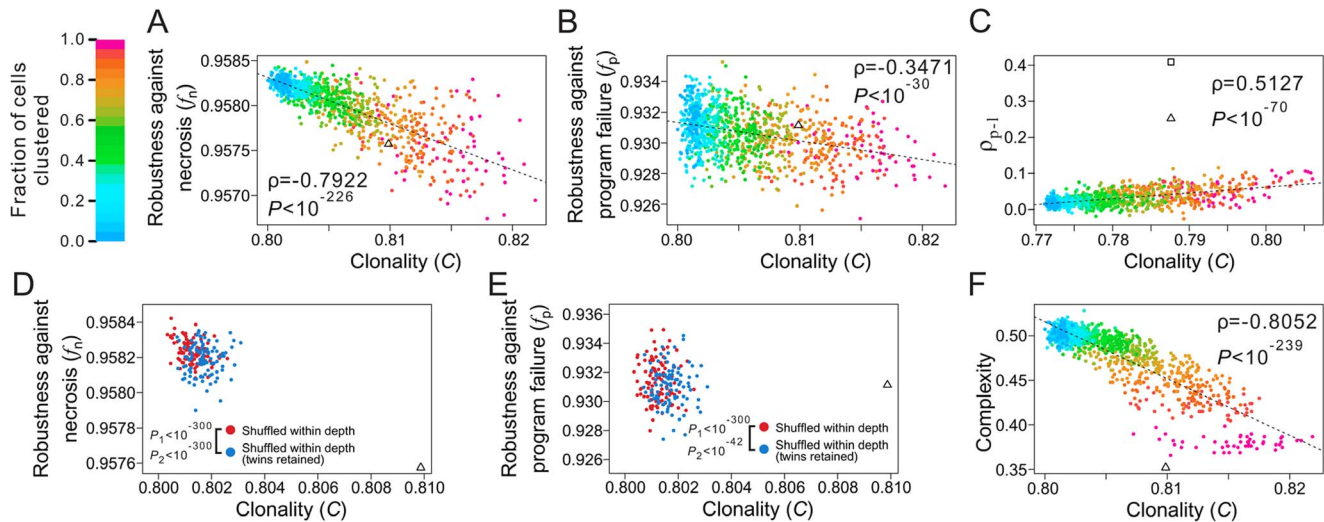 Fraction of cells
clustered
1.0
0.8
0.6
0.4
0.2
0.0
A
Robustness against
necrosis (fn)
0.9585
0.9580
0.9575
0.9570
ρ=-0.7922
P<10^-226
0.80
0.81
0.82
Clonality (C)
B
Robustness against
program failure (fp)
0.934
0.932
0.930
0.928
0.926
ρ=-0.3471
P<10^-30
0.80
0.81
0.82
Clonality (C)
C
ρp-l
0.4
0.3
0.2
0.1
0.0
ρ=0.5127
P<10^-70
0.77
0.78
0.79
0.80
Clonality (C)
D
Robustness against
necrosis (fn)
0.9584
0.9582
0.9580
0.9578
0.9576
P1<10^-300
P2<10^-300
Shuffled within depth
Shuffled within depth
(twins retained)
0.800
0.802
0.804
0.806
0.808
0.810
Clonality (C)
E
Robustness against
program failure (fp)
0.936
0.934
0.932
0.930
0.928
0.926
P1<10^-300
P2<10^-42
Shuffled within depth
Shuffled within depth
(twins retained)
0.800
0.802
0.804
0.806
0.808
0.810
Clonality (C)
F
Complexity
0.50
0.45
0.40
0.35
ρ=-0.8052
P<10^-239
0.80
0.81
0.82
Clonality (C)